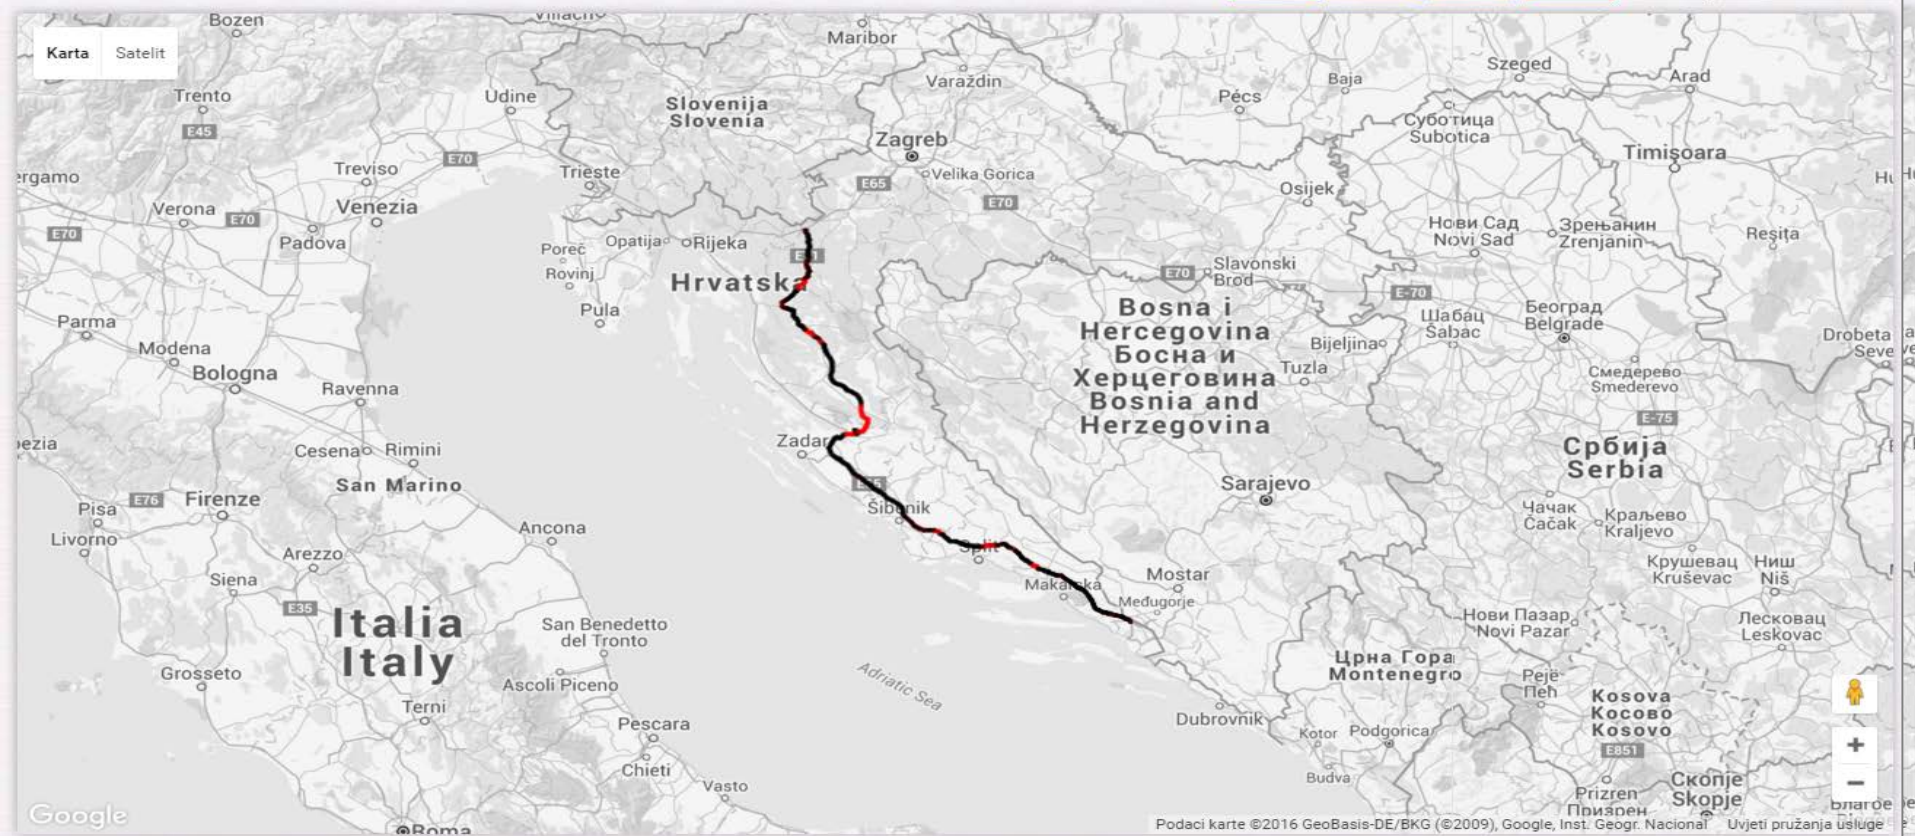 Karta Satelit
Bozen
Maribor
Szeged
Varaždin
Baja
Arad
Trento
Udine
Slovenija
Slovenia
Pécs
E45
Суботица
Subotica
Zagreb
Timișoara
E70
Treviso
Trieste
Velika Gorica
E65
Osijek
Verona
E70
Venezia
E70
Нови Сад
Novi Sad
Зрењанин
Zrenjanin
E70
Padova
Poreč
Opatija
Rijeka
Reșița
Rovinj
Hrvatska
E70
Slavonski
Brod
E-70
Pula
Bosna i
Hercegovina
Босна и
Херцеговина
Bosnia and
Herzegovina
Шабац
Šabac
Београд
Belgrade
Parma
Modena
Bijeljina
Drobeta
Bologna
Tuzla
Смедерево
Smederevo
Ravenna
E-75
Cesena
Rimini
Zadar
Србија
Serbia
San Marino
Sarajevo
E76
Firenze
Pisa
Šibenik
Чачак
Čačak
Краљево
Kraljevo
Livorno
Ancona
Arezzo
Split
Siena
Makarska
Mostar
Međugorje
Крушевац
Kruševac
Ниш
Niš
E35
Italia
Italy
San Benedetto
del Tronto
Нови Пазар
Novi Pazar
Лесковац
Leskovac
Grosseto
Ascoli Piceno
Adriatic Sea
Црна Гора
Montenegro
Pejë
Пећ
Kosova
Косово
Kosovo
Terni
Pescara
Dubrovnik
Kotor
Podgorica
E851
Chieti
Budva
Vasto
Скопје
Skopje
Prizren
Призрен
Google
Roma
Podaci karte ©2016 GeoBasis-DE/BKG (©2009), Google, Inst. Geogr. Nacional Uvjeti pružanja usluge